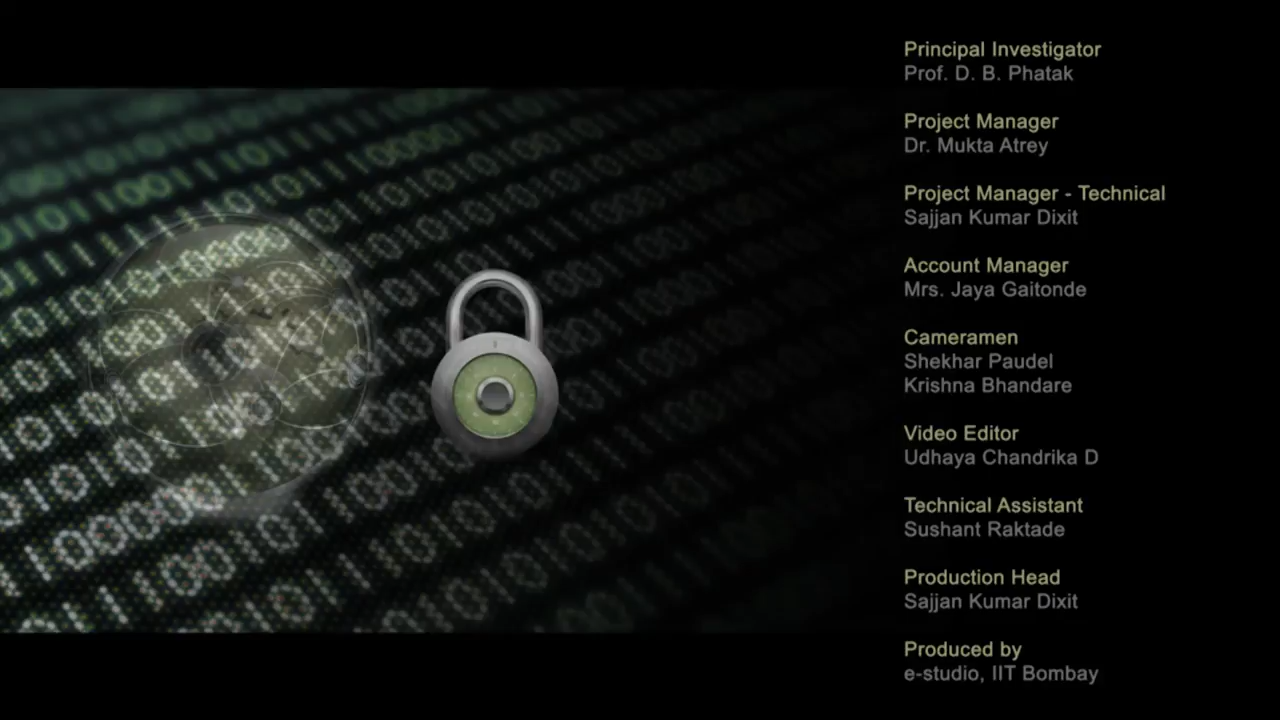 Principal Investigator
Prof. D. B. Phatak
Project Manager
Dr. Mukta Atrey
Project Manager - Technical
Sajjan Kumar Dixit
Account Manager
Mrs. Jaya Gaitonde
Cameramen
Shekhar Paudel
Krishna Bhandare
Video Editor
Udhaya Chandrika D
Technical Assistant
Sushant Raktade
Production Head
Sajjan Kumar Dixit
Produced by
e-studio, IIT Bombay